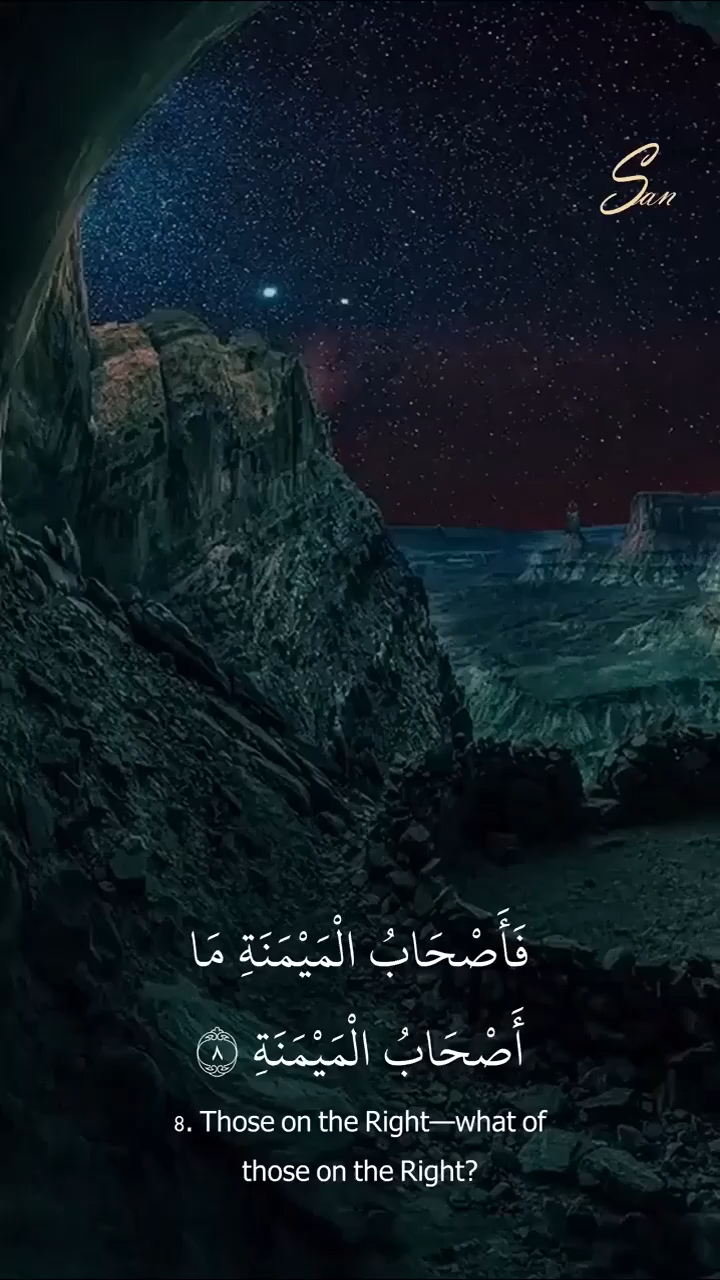 San
فَأَصْحَابُ الْمَيْمَنَةِ مَا
أَصْحَابُ الْمَيْمَنَةِ ٨
8. Those on the Right—what of
those on the Right?